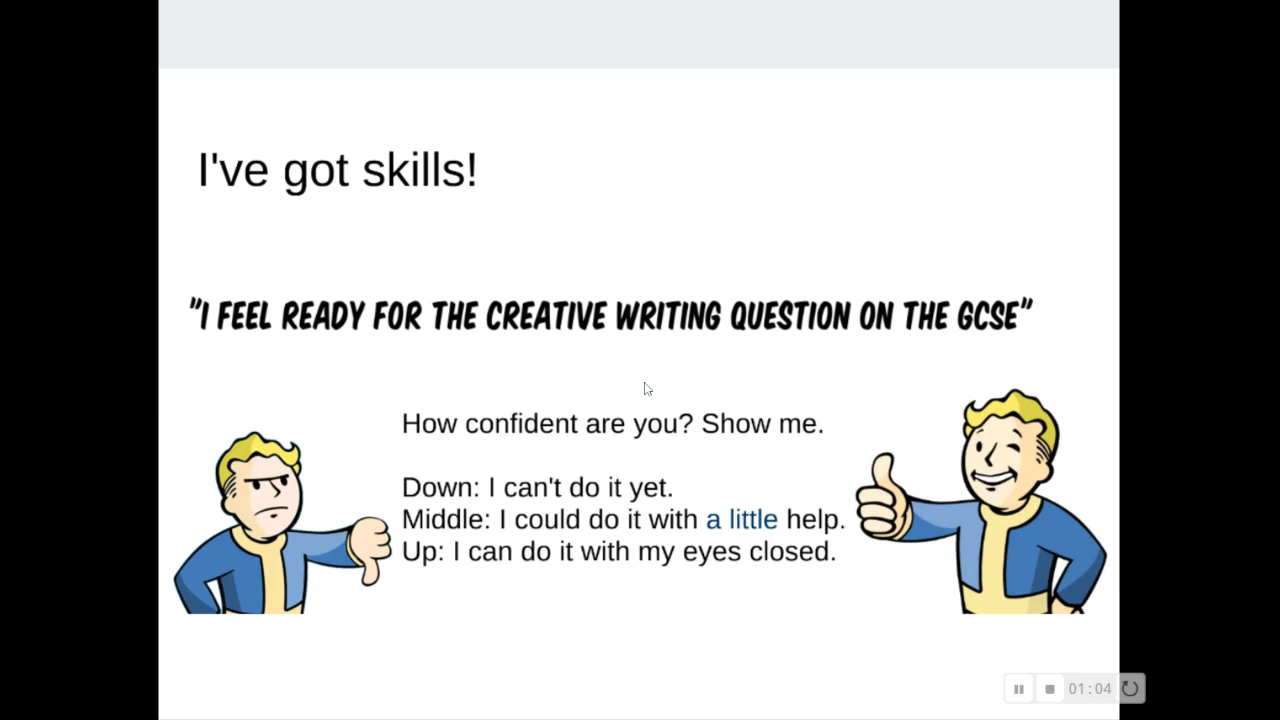 I've got skills!
"I FEEL READY FOR THE CREATIVE WRITING QUESTION ON THE GCSE"
How confident are you? Show me.
Down: I can't do it yet.
Middle: I could do it with a little help.
Up: I can do it with my eyes closed.
01:04